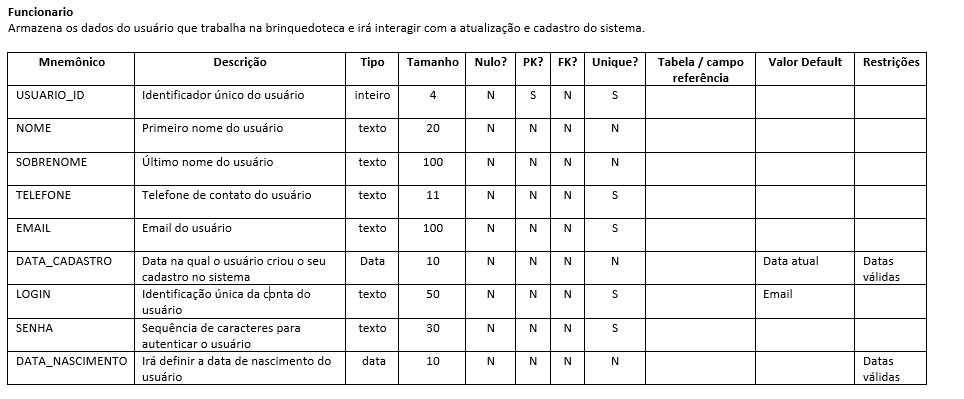 Funcionario
Armazena os dados do usuário que trabalha na brinquedoteca e irá interagir com a atualização e cadastro do sistema.
Mnemônico Descrição Tipo Tamanho Nulo? PK? FK? Unique? Tabela / campo referência Valor Default Restrições
USUARIO_ID Identificador único do usuário inteiro 4 N S N S
NOME Primeiro nome do usuário texto 20 N N N N
SOBRENOME Último nome do usuário texto 100 N N N N
TELEFONE Telefone de contato do usuário texto 11 N N N S
EMAIL Email do usuário texto 100 N N N S
DATA_CADASTRO Data na qual o usuário criou o seu cadastro no sistema Data 10 N N N N Data atual Datas válidas
LOGIN Identificação única da conta do usuário texto 50 N N N S Email
SENHA Sequência de caracteres para autenticar o usuário texto 30 N N N S
DATA_NASCIMENTO Irá definir a data de nascimento do usuário data 10 N N N N Datas válidas